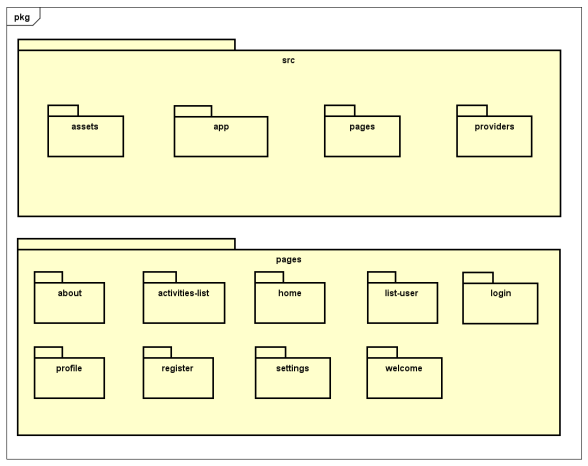 pkg
src
assets app pages providers
pages
about activities-list home list-user login
profile register settings welcome